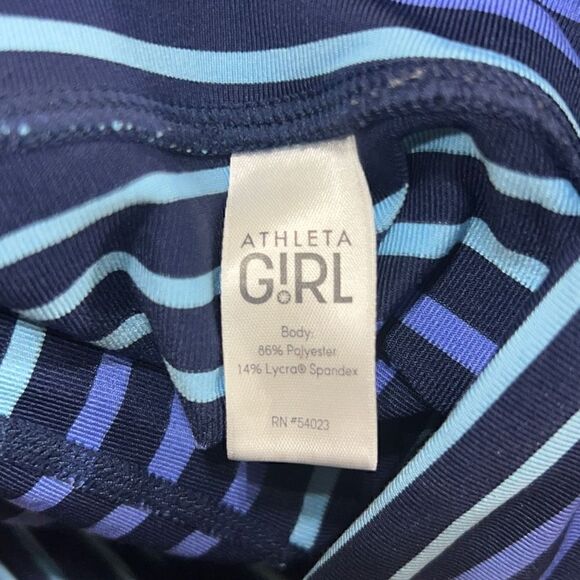 ATHLETA
G!RL
Body:
86% Polyester
14% Lycra® Spandex
RN #54023